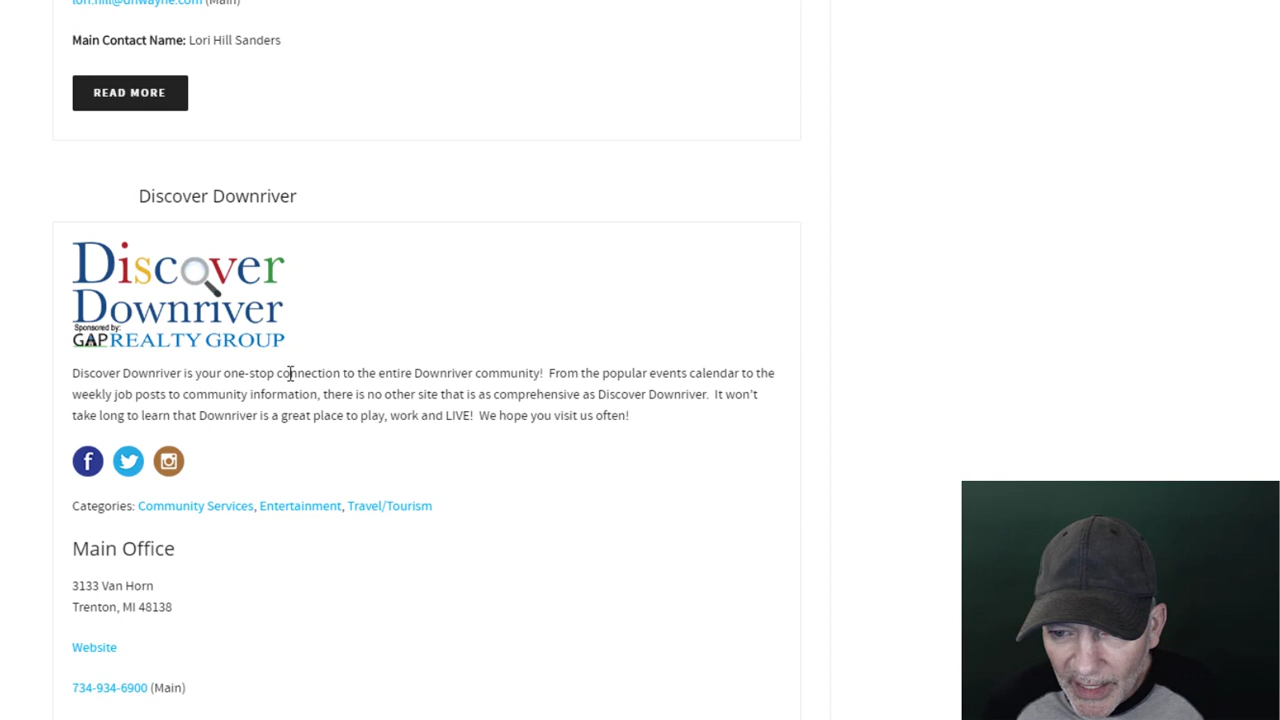 lori.hill@dnwayne.com (Main)
Main Contact Name: Lori Hill Sanders
READ MORE
Discover Downriver
Discover
Downriver
Sponsored by:
GAP REALTY GROUP
Discover Downriver is your one-stop connection to the entire Downriver community!  From the popular events calendar to the
weekly job posts to community information, there is no other site that is as comprehensive as Discover Downriver.  It won't
take long to learn that Downriver is a great place to play, work and LIVE!  We hope you visit us often!
Categories: Community Services, Entertainment, Travel/Tourism
Main Office
3133 Van Horn
Trenton, MI 48138
Website
734-934-6900 (Main)